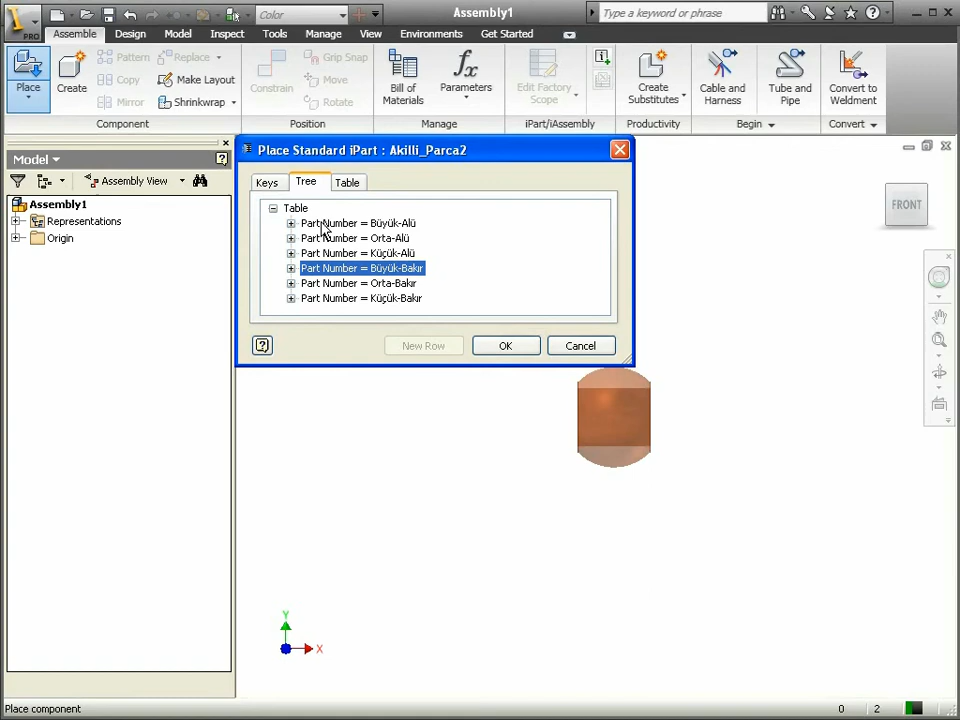 PRO
Color
Assembly1
Type a keyword or phrase
Assemble
Design
Model
Inspect
Tools
Manage
View
Environments
Get Started
Place
Create
Pattern
Copy
Mirror
Replace
Make Layout
Shrinkwrap
Constrain
Grip Snap
Move
Rotate
Bill of
Materials
Parameters
Edit Factory
Scope
Create
Substitutes
Cable and
Harness
Tube and
Pipe
Convert to
Weldment
Component
Position
Manage
iPart/iAssembly
Productivity
Begin
Convert
Model
Assembly View
Assembly1
Representations
Origin
Place Standard iPart : Akilli_Parca2
Keys
Tree
Table
Table
Part Number = Büyük-Alü
Part Number = Orta-Alü
Part Number = Küçük-Alü
Part Number = Büyük-Bakır
Part Number = Orta-Bakır
Part Number = Küçük-Bakır
New Row
OK
Cancel
FRONT
Y
X
Place component
0
2